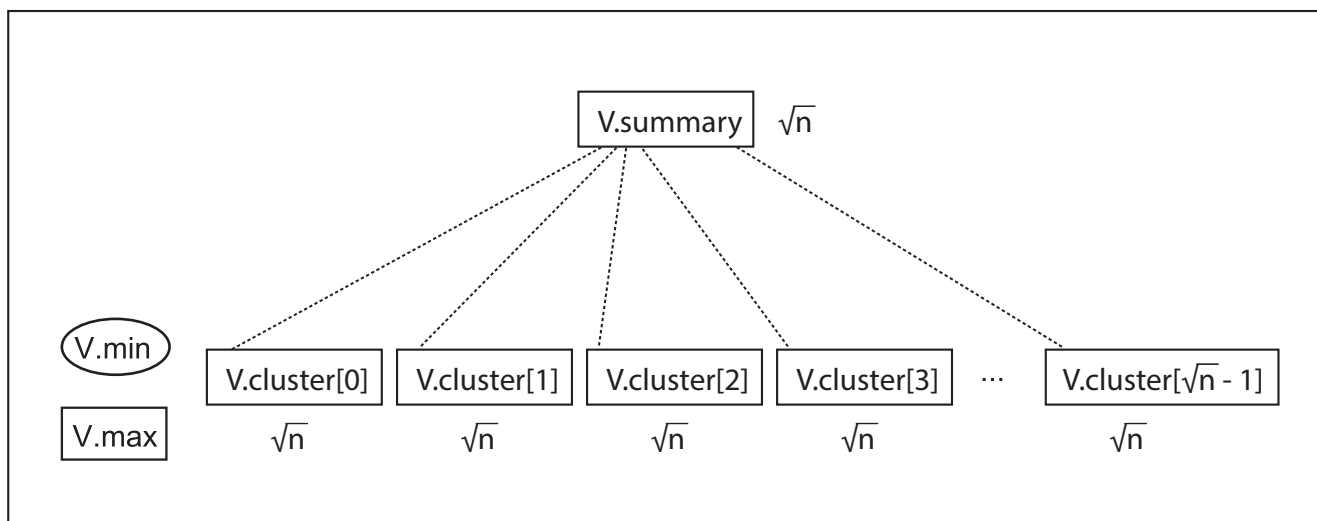 V.summary √n
V.min
V.cluster[0] V.cluster[1] V.cluster[2] V.cluster[3] ... V.cluster[√n - 1]
V.max
√n √n √n √n √n